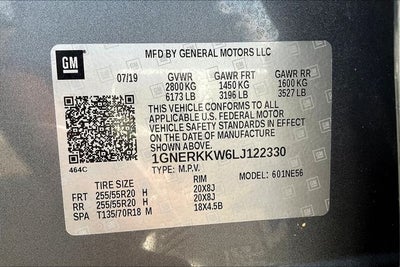 GM
MFD BY GENERAL MOTORS LLC
07/19 GVWR GAWR FRT GAWR RR
2800 KG 1450 KG 1600 KG
6173 LB 3196 LB 3527 LB
THIS VEHICLE CONFORMS TO ALL
APPLICABLE U.S. FEDERAL MOTOR
VEHICLE SAFETY STANDARDS IN EFFECT
ON THE DATE OF MANUFACTURE
SHOWN ABOVE.
1GNERKKW6LJ122330
464C TYPE: M.P.V. MODEL: 601NE56
TIRE SIZE RIM
FRT 255/55R20 H 20X8J
RR 255/55R20 H 20X8J
SPA T135/70R18 M 18X4.5B